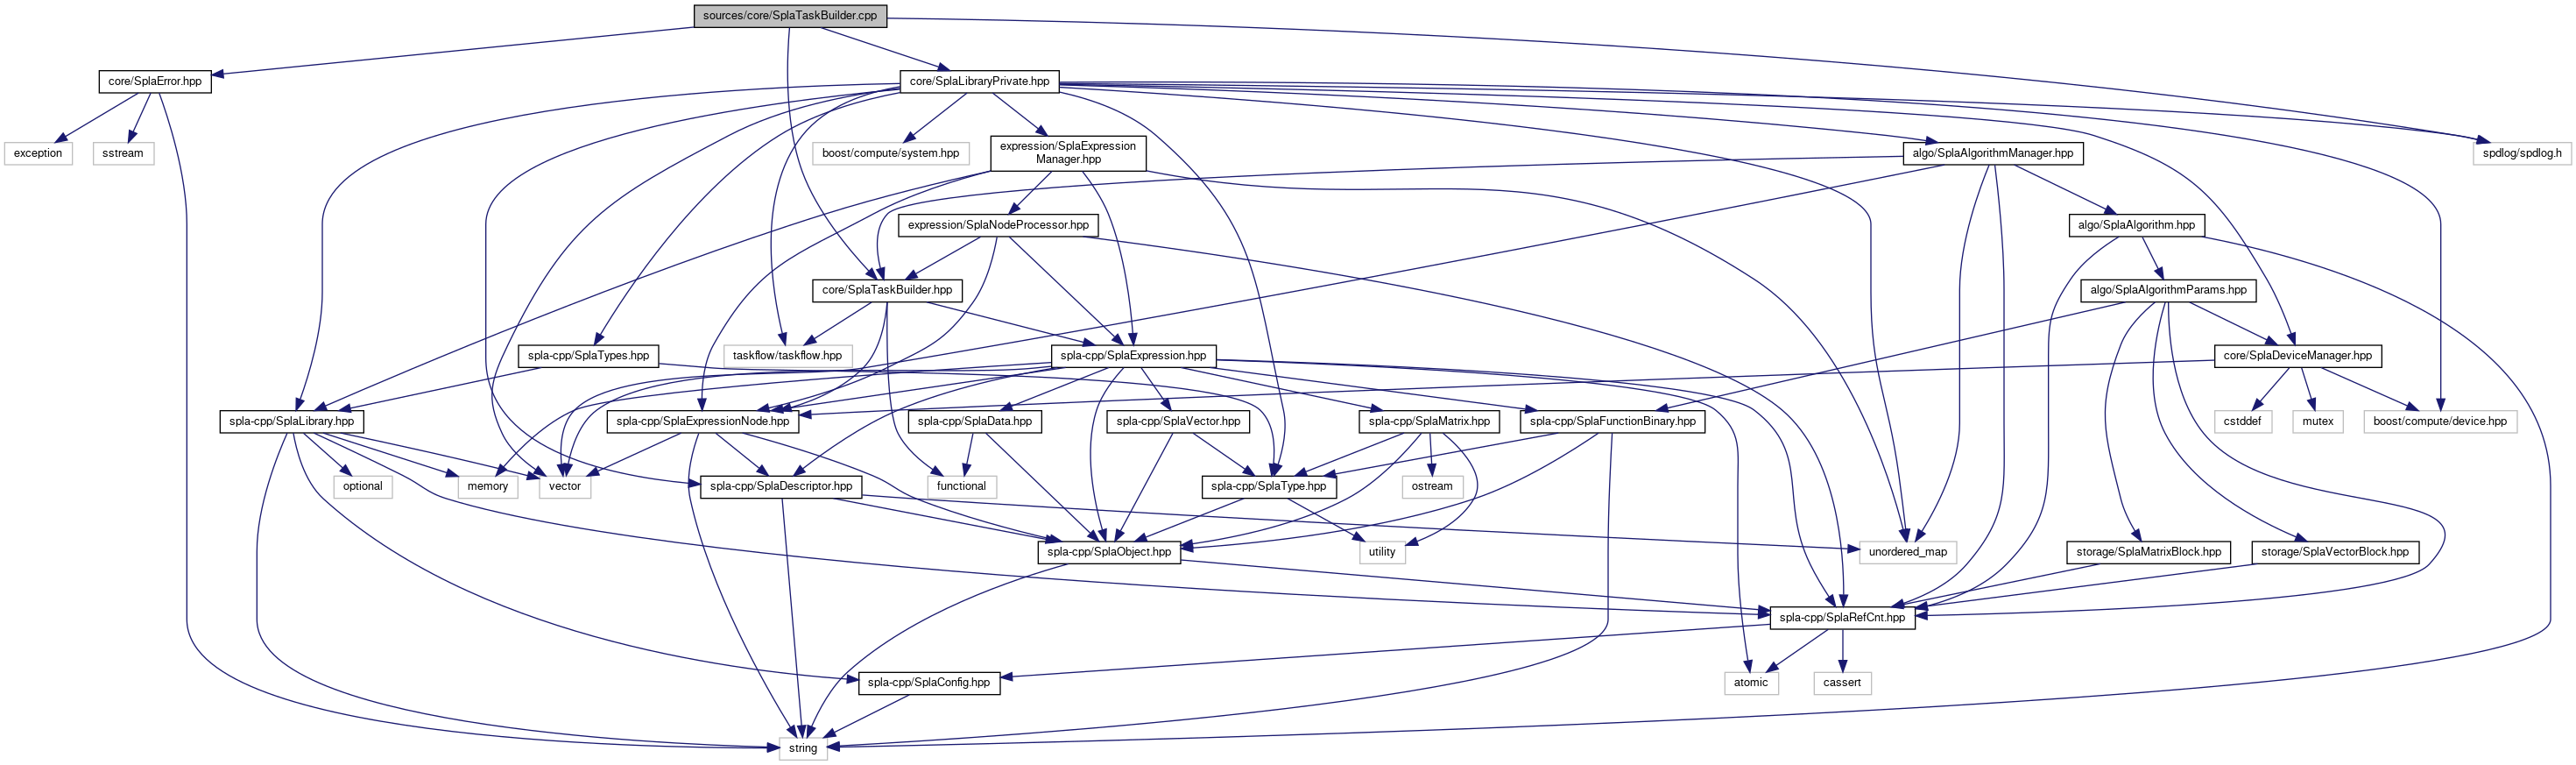 sources/core/SplaTaskBuilder.cpp
core/SplaError.hpp
core/SplaLibraryPrivate.hpp
exception
sstream
boost/compute/system.hpp
expression/SplaExpression
Manager.hpp
algo/SplaAlgorithmManager.hpp
spdlog/spdlog.h
expression/SplaNodeProcessor.hpp
algo/SplaAlgorithm.hpp
core/SplaTaskBuilder.hpp
algo/SplaAlgorithmParams.hpp
spla-cpp/SplaTypes.hpp
taskflow/taskflow.hpp
spla-cpp/SplaExpression.hpp
core/SplaDeviceManager.hpp
spla-cpp/SplaLibrary.hpp
spla-cpp/SplaExpressionNode.hpp
spla-cpp/SplaData.hpp
spla-cpp/SplaVector.hpp
spla-cpp/SplaMatrix.hpp
spla-cpp/SplaFunctionBinary.hpp
cstddef
mutex
boost/compute/device.hpp
optional
memory
vector
spla-cpp/SplaDescriptor.hpp
functional
spla-cpp/SplaType.hpp
ostream
spla-cpp/SplaObject.hpp
utility
unordered_map
storage/SplaMatrixBlock.hpp
storage/SplaVectorBlock.hpp
spla-cpp/SplaRefCnt.hpp
spla-cpp/SplaConfig.hpp
atomic
cassert
string